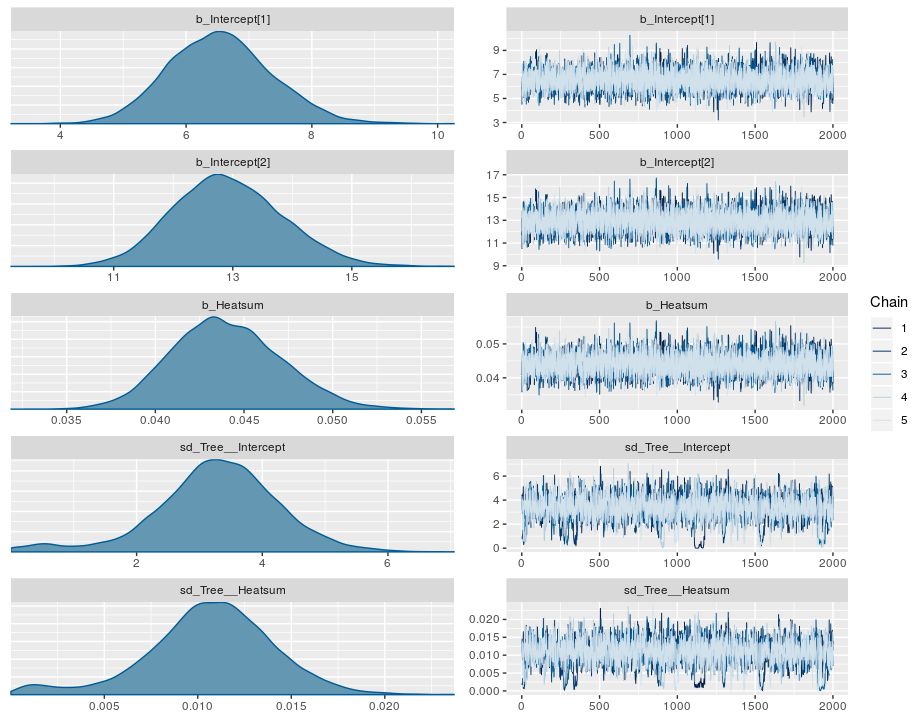 b_Intercept[1] b_Intercept[1]
9
7
5
3
4 6 8 10 0 500 1000 1500 2000
b_Intercept[2] b_Intercept[2]
17
15
13
11
9
11 13 15 0 500 1000 1500 2000
b_Heatsum b_Heatsum
0.05
0.04
0.035 0.040 0.045 0.050 0.055 0 500 1000 1500 2000
sd_Tree__Intercept sd_Tree__Intercept
6
4
2
0
2 4 6 0 500 1000 1500 2000
sd_Tree__Heatsum sd_Tree__Heatsum
0.020
0.015
0.010
0.005
0.000
0.005 0.010 0.015 0.020 0 500 1000 1500 2000
Chain
1
2
3
4
5